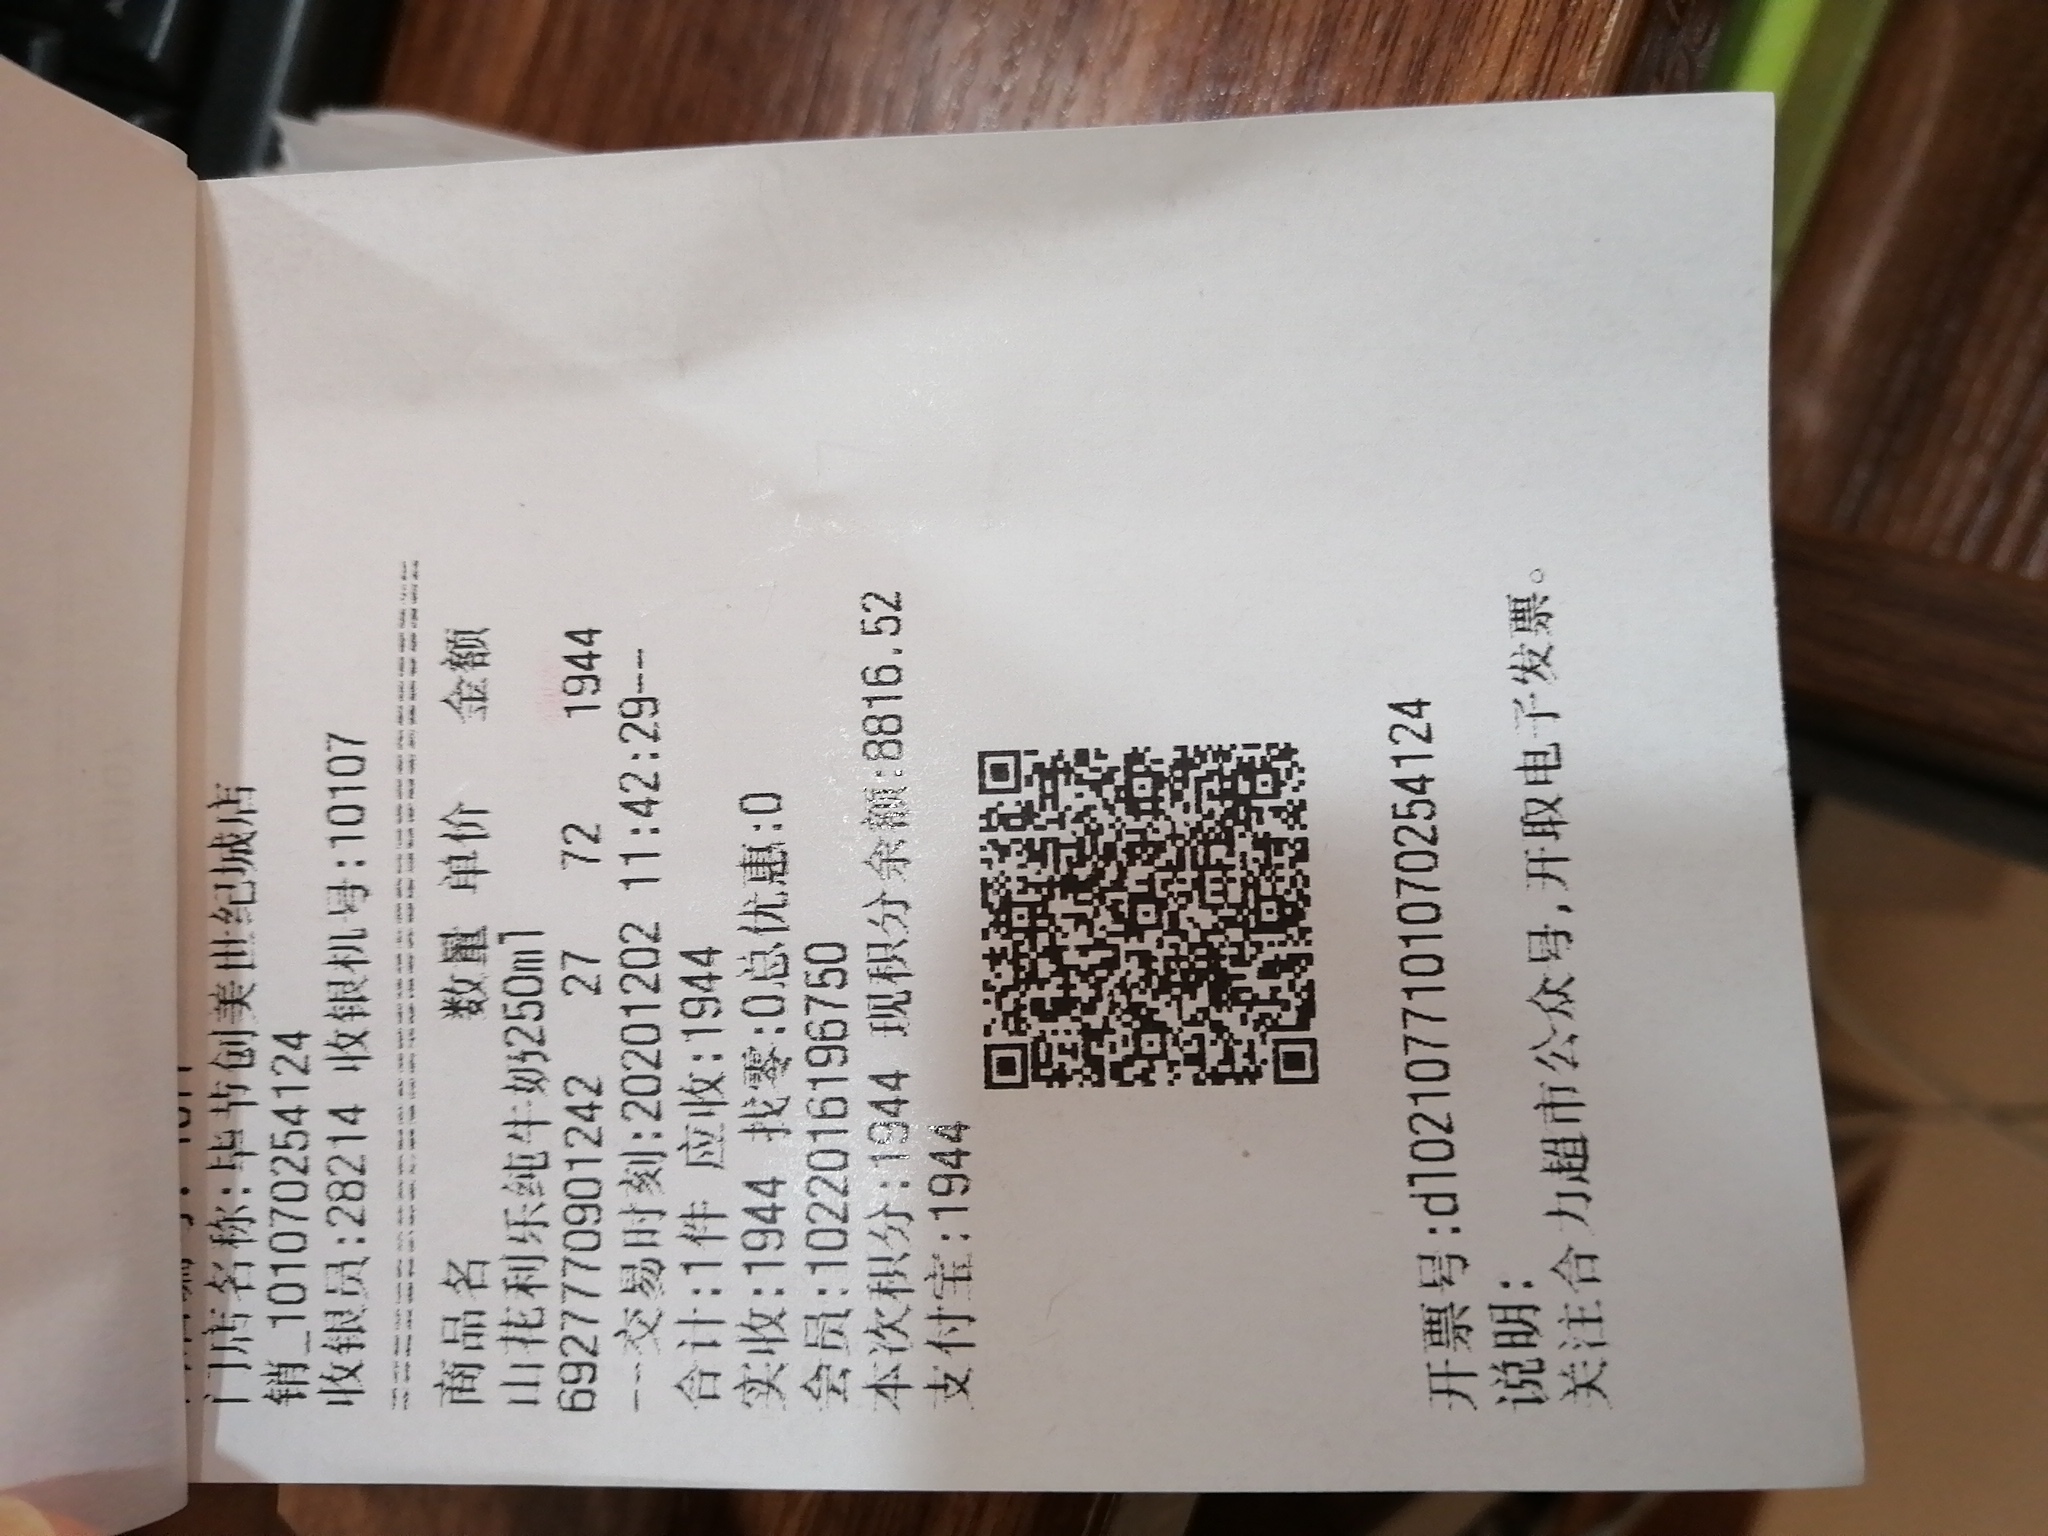 门店名称:毕节创美世纪城店
销_101070254124
收银员:28214 收银机号:10107
商品名 数量 单价 金额
山花利乐纯牛奶250ml
6927770901242 27 72 1944
--交易时刻:20201202 11:42:29--
合计:1件 应收:1944
实收:1944 找零:0总优惠:0
会员:1022016196750
本次积分:1944 现积分余额:8816.52
支付宝:1944
开票号:d1021077101070254124
说明:
关注合力超市公众号,开取电子发票。